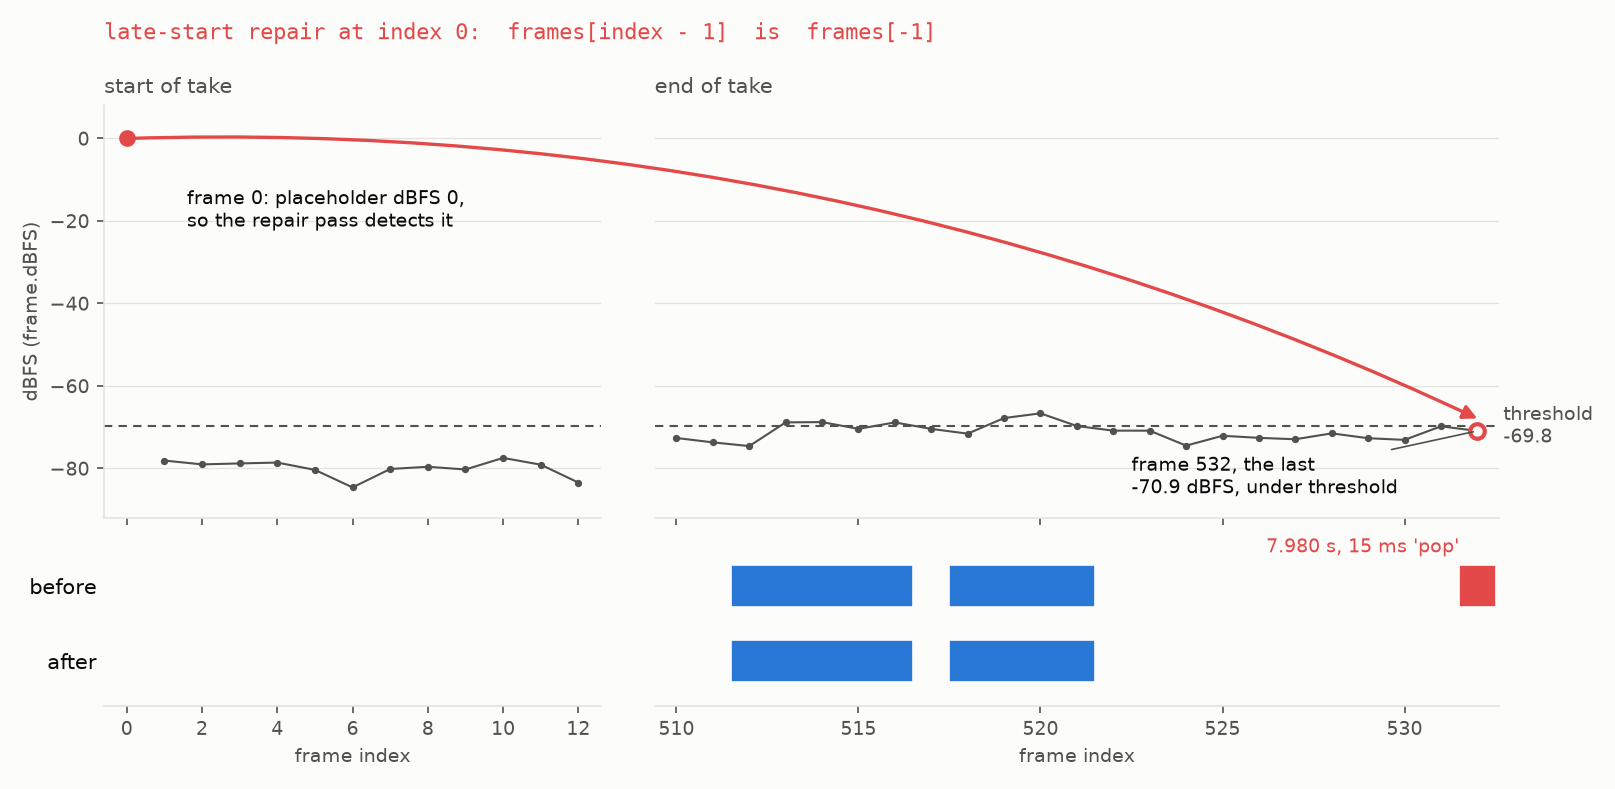 late-start repair at index 0:  frames[index - 1]  is  frames[-1]
start of take
end of take
dBFS (frame.dBFS)
0
−20
−40
−60
−80
frame 0: placeholder dBFS 0,
so the repair pass detects it
threshold
-69.8
frame 532, the last
-70.9 dBFS, under threshold
7.980 s, 15 ms 'pop'
before
after
0 2 4 6 8 10 12
510 515 520 525 530
frame index
frame index